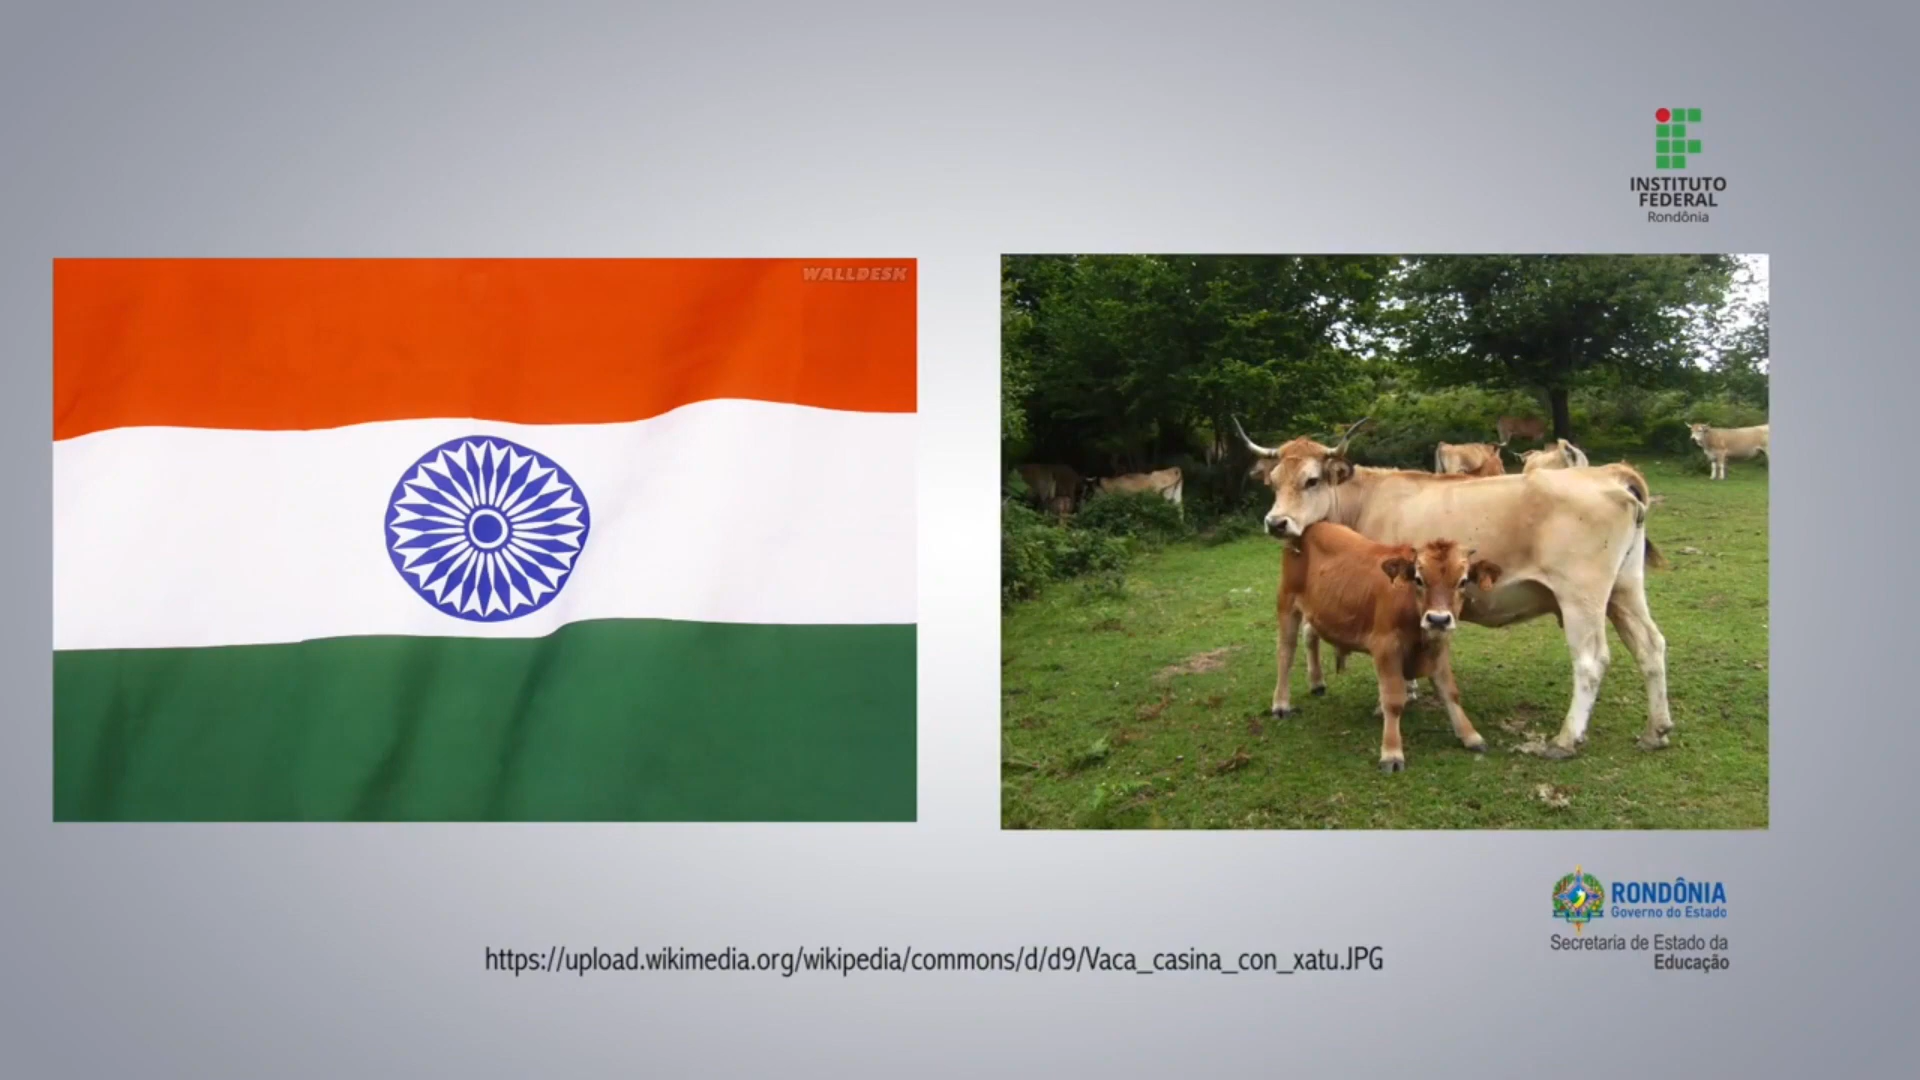 INSTITUTO
FEDERAL
Rondônia
WALLDESK
RONDÔNIA
Governo do Estado
Secretaria de Estado da
Educação
https://upload.wikimedia.org/wikipedia/commons/d/d9/Vaca_casina_con_xatu.JPG